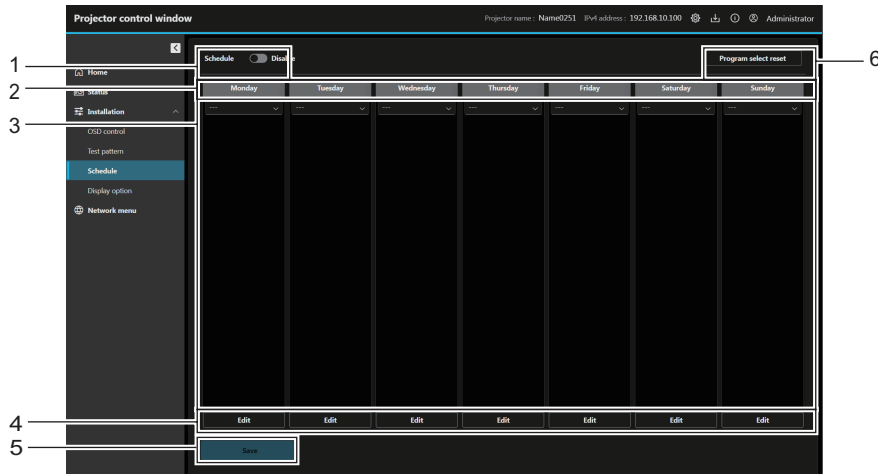 Projector control window Projector name : Name0251 IPv4 address : 192.168.10.100 Administrator
1 Schedule Disable Program select reset 6
Home
2 Status Monday Tuesday Wednesday Thursday Friday Saturday Sunday
3 Installation --- --- --- --- --- --- ---
OSD control
Test pattern
Schedule
Display option
Network menu
4 Edit Edit Edit Edit Edit Edit Edit
5 Save